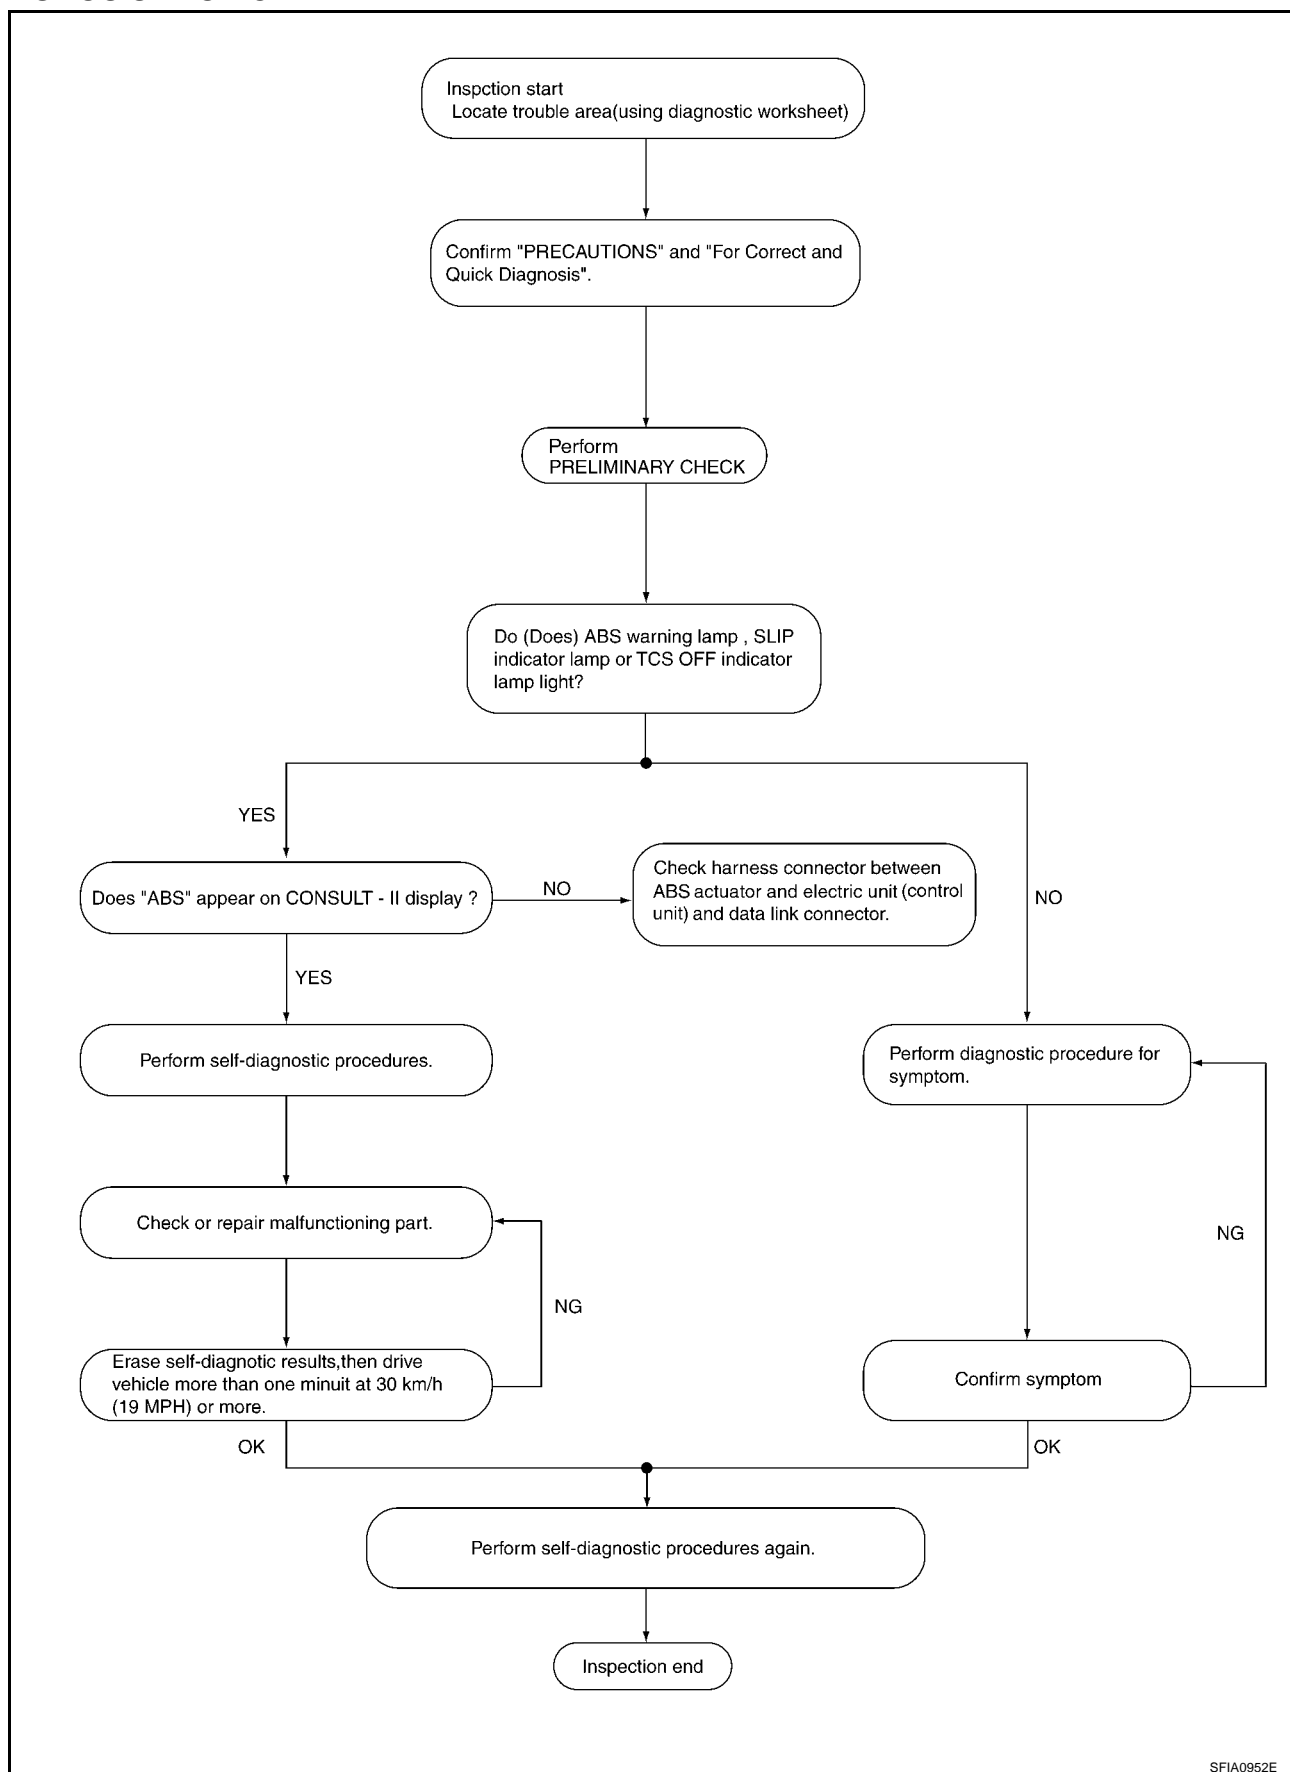 Inspction start
Locate trouble area(using diagnostic worksheet)
Confirm "PRECAUTIONS" and "For Correct and
Quick Diagnosis".
Perform
PRELIMINARY CHECK
Do (Does) ABS warning lamp , SLIP
indicator lamp or TCS OFF indicator
lamp light?
YES
NO
Does "ABS" appear on CONSULT - II display ?
NO
Check harness connector between
ABS actuator and electric unit (control
unit) and data link connector.
YES
Perform self-diagnostic procedures.
Perform diagnostic procedure for
symptom.
Check or repair malfunctioning part.
NG
NG
Erase self-diagnotic results,then drive
vehicle more than one minuit at 30 km/h
(19 MPH) or more.
Confirm symptom
OK
OK
Perform self-diagnostic procedures again.
Inspection end
SFIA0952E